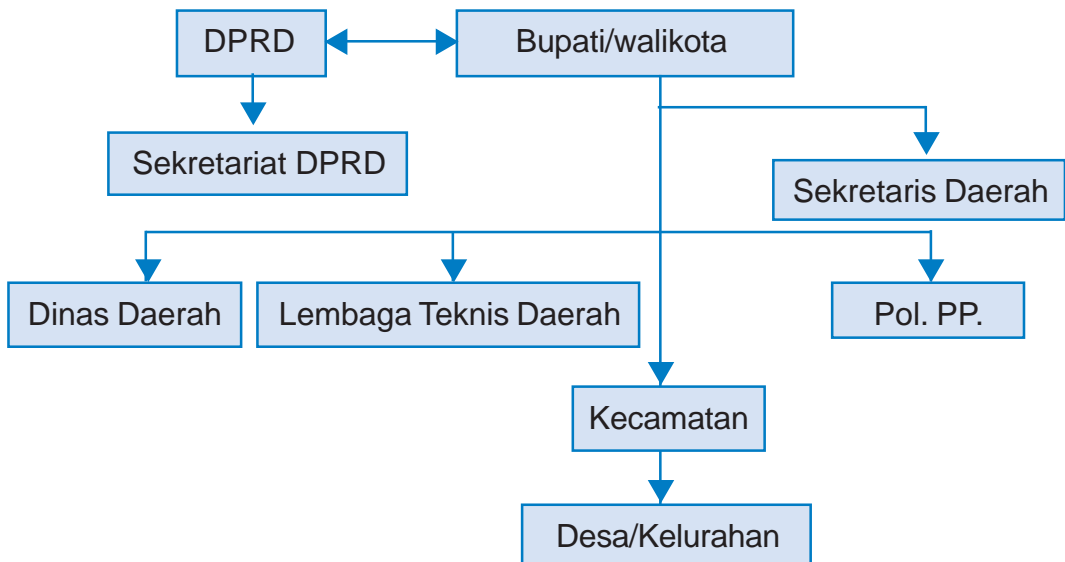 DPRD
Bupati/walikota
Sekretariat DPRD
Sekretaris Daerah
Dinas Daerah
Lembaga Teknis Daerah
Pol. PP.
Kecamatan
Desa/Kelurahan